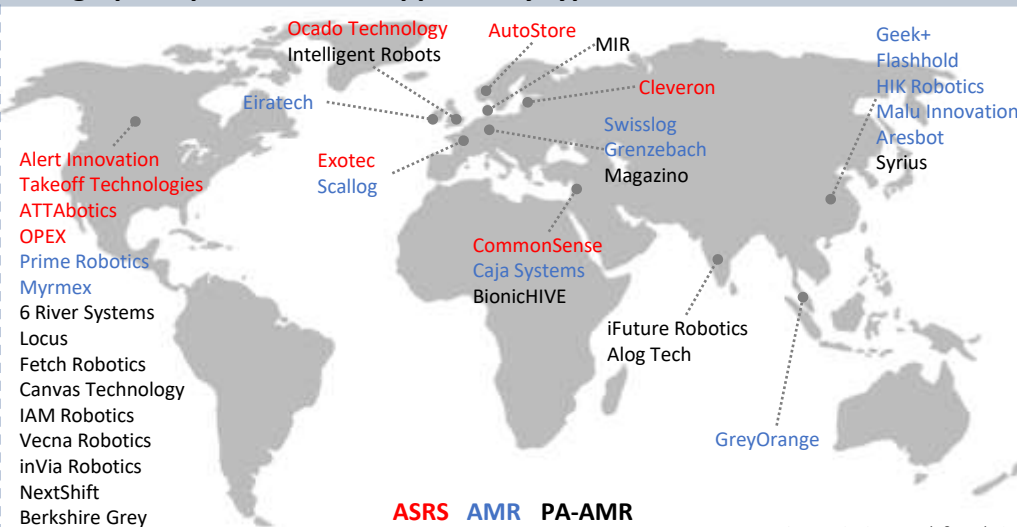 Ocado Technology
Intelligent Robots
AutoStore
MIR
Cleveron
Geek+
Flashhold
HIK Robotics
Malu Innovation
Aresbot
Syrius
Eiratech
Swisslog
Grenzebach
Magazino
Exotec
Scallog
Alert Innovation
Takeoff Technologies
ATTAbotics
OPEX
Prime Robotics
Myrmex
6 River Systems
Locus
Fetch Robotics
Canvas Technology
IAM Robotics
Vecna Robotics
inVia Robotics
NextShift
Berkshire Grey
CommonSense
Caja Systems
BionicHIVE
iFuture Robotics
Alog Tech
GreyOrange
ASRS AMR PA-AMR